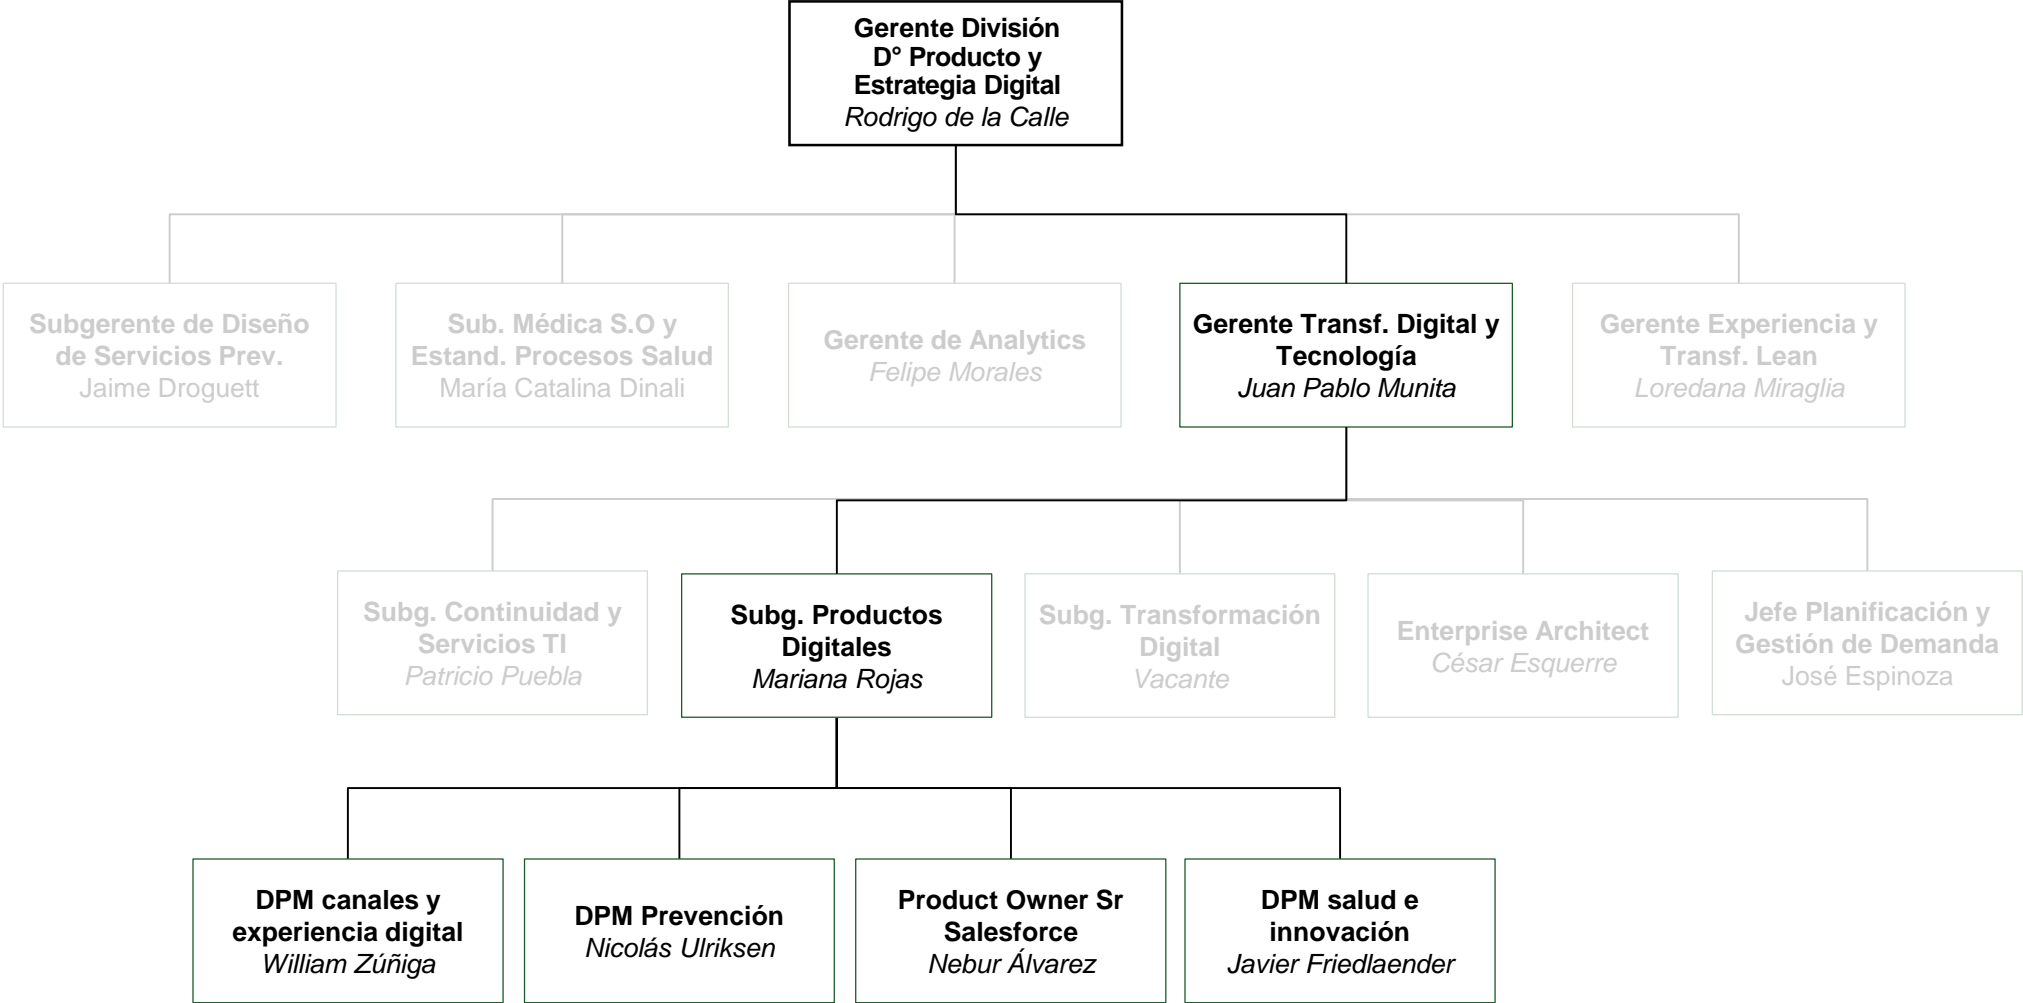 Gerente División
D° Producto y
Estrategia Digital
Rodrigo de la Calle
Subgerente de Diseño
de Servicios Prev.
Jaime Droguett
Sub. Médica S.O y
Estand. Procesos Salud
María Catalina Dinali
Gerente de Analytics
Felipe Morales
Gerente Transf. Digital y
Tecnología
Juan Pablo Munita
Gerente Experiencia y
Transf. Lean
Loredana Miraglia
Subg. Continuidad y
Servicios TI
Patricio Puebla
Subg. Productos
Digitales
Mariana Rojas
Subg. Transformación
Digital
Vacante
Enterprise Architect
César Esquerre
Jefe Planificación y
Gestión de Demanda
José Espinoza
DPM canales y
experiencia digital
William Zúñiga
DPM Prevención
Nicolás Ulriksen
Product Owner Sr
Salesforce
Nebur Álvarez
DPM salud e
innovación
Javier Friedlaender